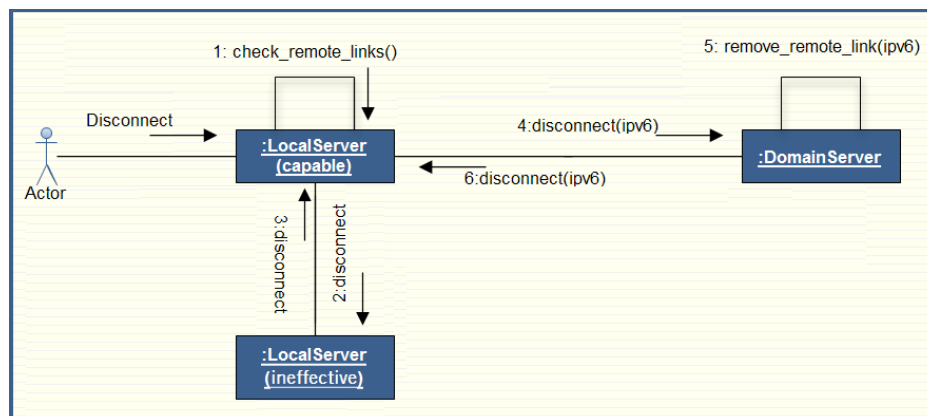 1: check_remote_links()
5: remove_remote_link(ipv6)
Disconnect
4:disconnect(ipv6)
:LocalServer
(capable)
:DomainServer
Actor
6:disconnect(ipv6)
3:disconnect
2:disconnect
:LocalServer
(ineffective)